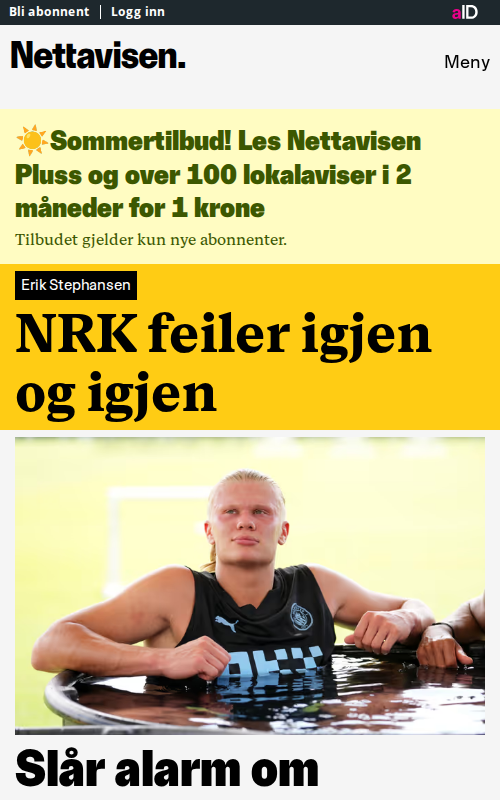 Bli abonnent | Logg inn
aID
Nettavisen.
Meny
☀️Sommertilbud! Les Nettavisen
Pluss og over 100 lokalaviser i 2
måneder for 1 krone
Tilbudet gjelder kun nye abonnenter.
Erik Stephansen
NRK feiler igjen
og igjen
Slår alarm om